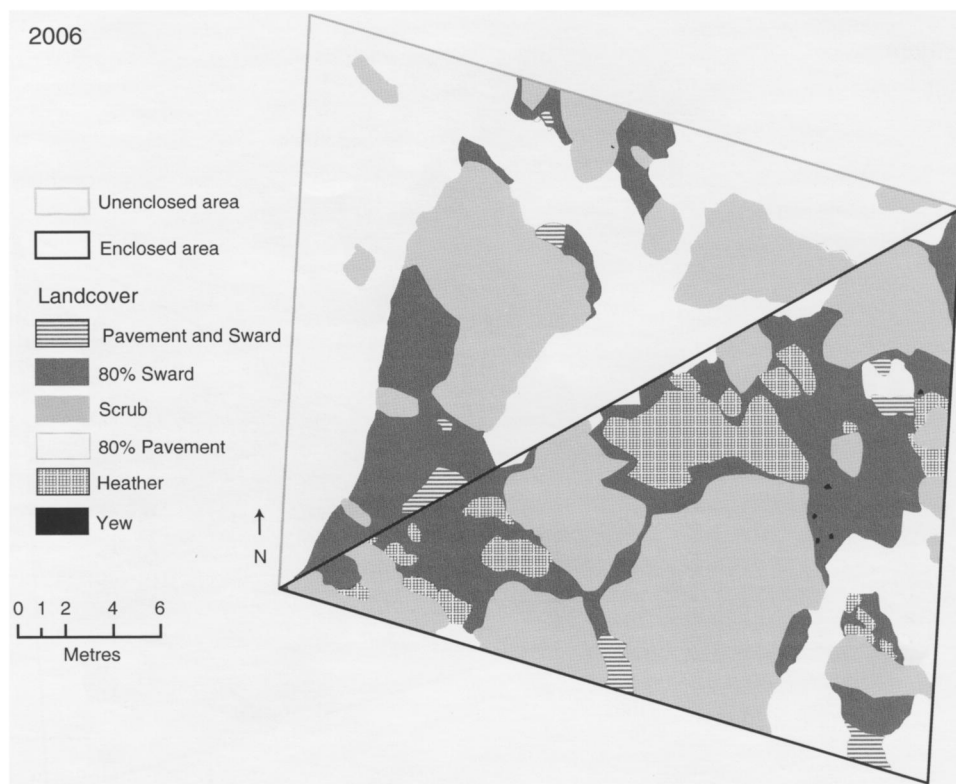 2006
Unenclosed area
Enclosed area
Landcover
Pavement and Sward
80% Sward
Scrub
80% Pavement
Heather
Yew
N
0 1 2 4 6
Metres